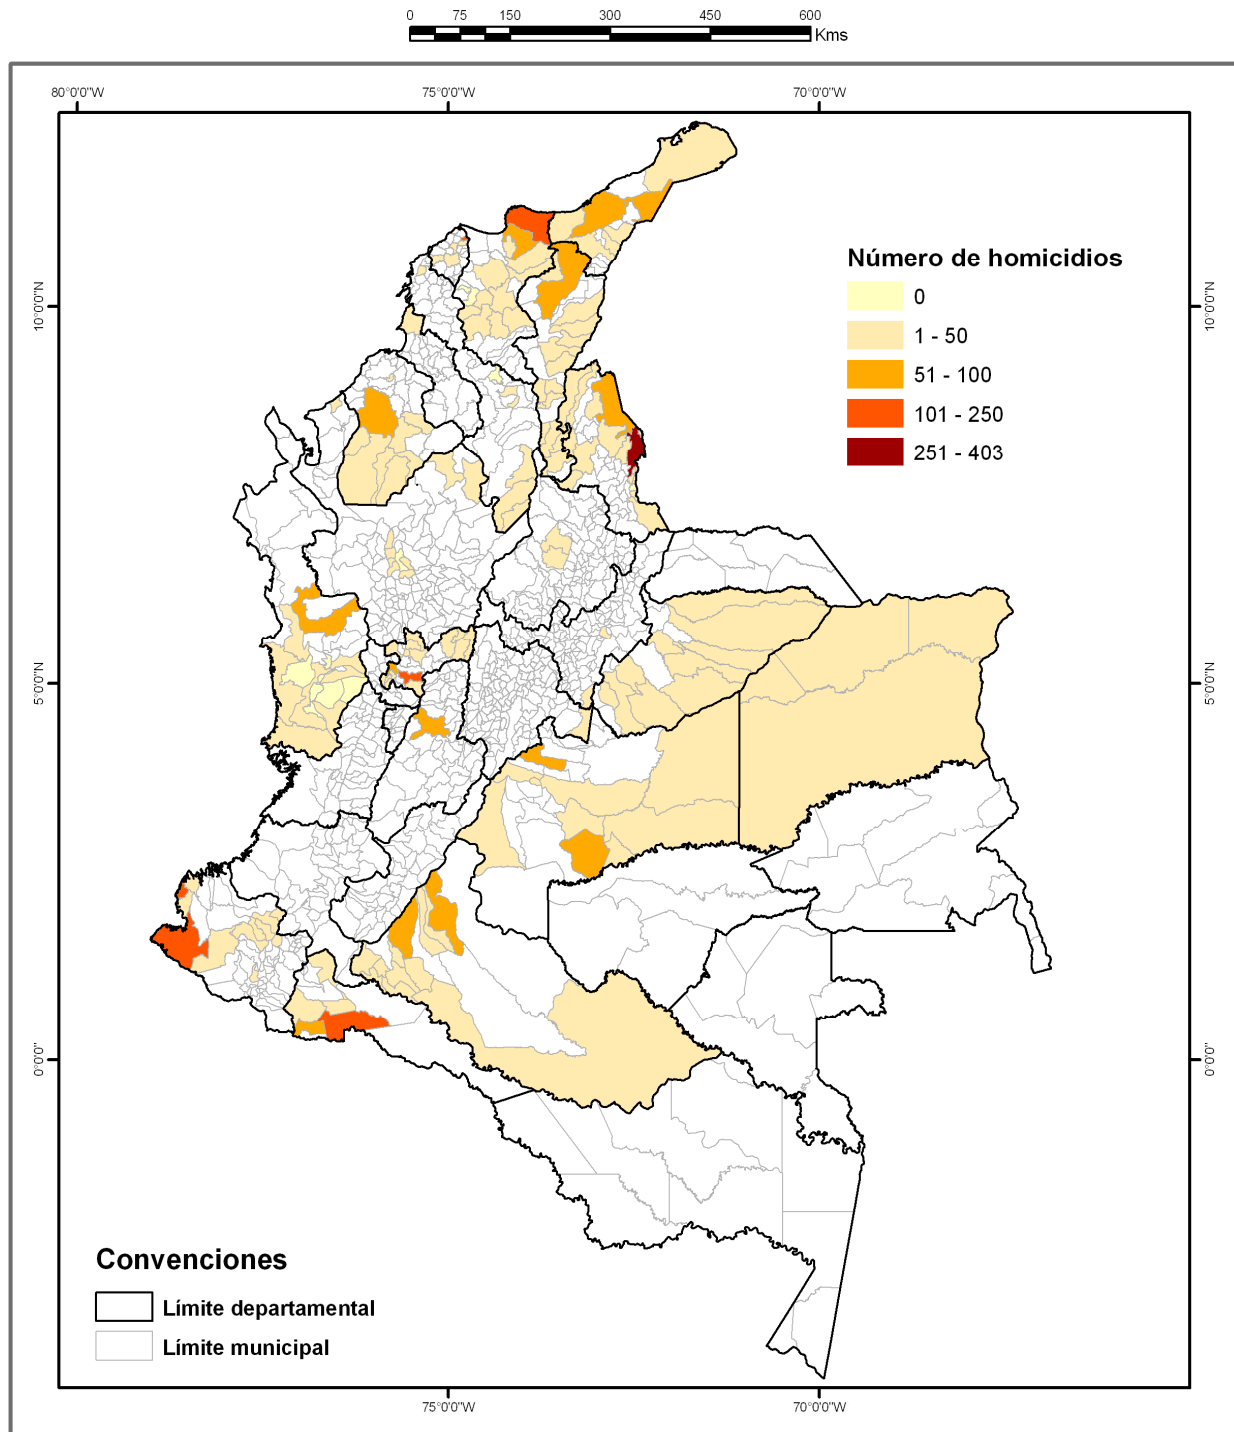 0 75 150 300 450 600
Kms
80°0'0"W 75°0'0"W 70°0'0"W
10°0'0"N 10°0'0"N
5°0'0"N 5°0'0"N
0°0'0" 0°0'0"
Número de homicidios
0
1 - 50
51 - 100
101 - 250
251 - 403
Convenciones
Límite departamental
Límite municipal
75°0'0"W 70°0'0"W